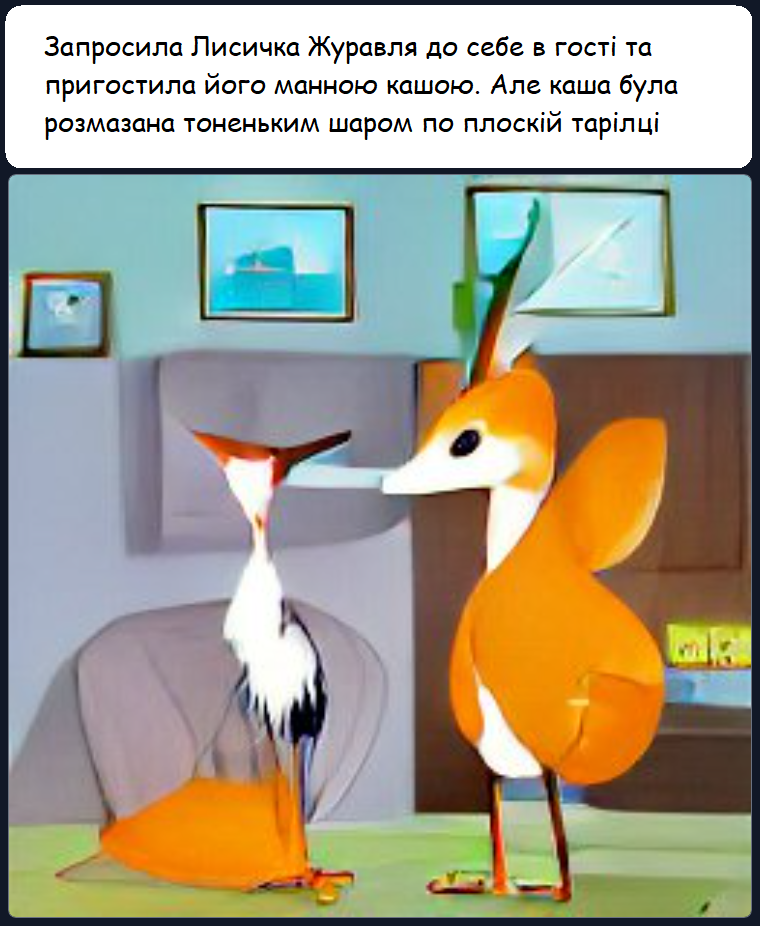 Запросила Лисичка Журавля до себе в гості та
пригостила його манною кашою. Але каша була
розмазана тоненьким шаром по плоскій тарілці